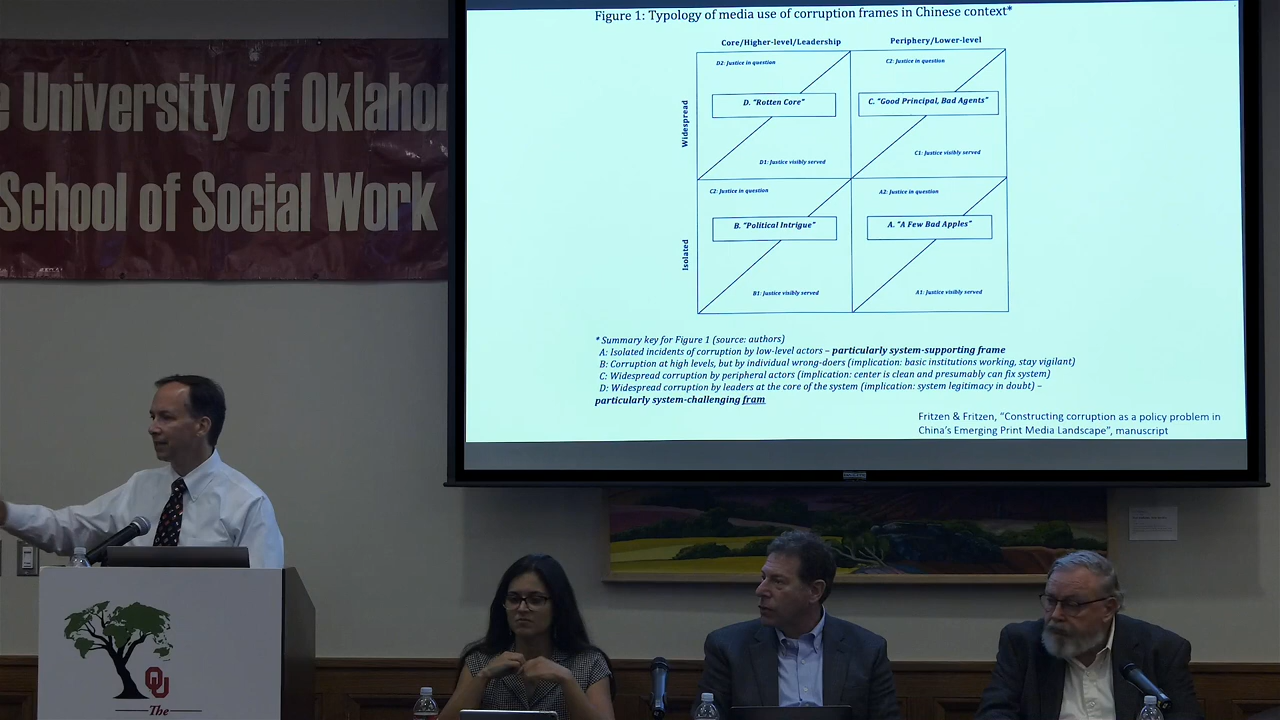 e University of Oklahor
School of Social Work
Figure 1: Typology of media use of corruption frames in Chinese context*
Core/Higher-level/Leadership
Periphery/Lower-level
Widespread
D2: Justice in question
D. "Rotten Core"
D1: Justice visibly served
C2: Justice in question
C. "Good Principal, Bad Agents"
C1: Justice visibly served
Isolated
C2: Justice in question
B. "Political Intrigue"
B1: Justice visibly served
A2: Justice in question
A. "A Few Bad Apples"
A1: Justice visibly served
* Summary key for Figure 1 (source: authors)
A: Isolated incidents of corruption by low-level actors – particularly system-supporting frame
B: Corruption at high levels, but by individual wrong-doers (implication: basic institutions working, stay vigilant)
C: Widespread corruption by peripheral actors (implication: center is clean and presumably can fix system)
D: Widespread corruption by leaders at the core of the system (implication: system legitimacy in doubt) –
particularly system-challenging fram
Fritzen & Fritzen, "Constructing corruption as a policy problem in
China's Emerging Print Media Landscape", manuscript
OU
The